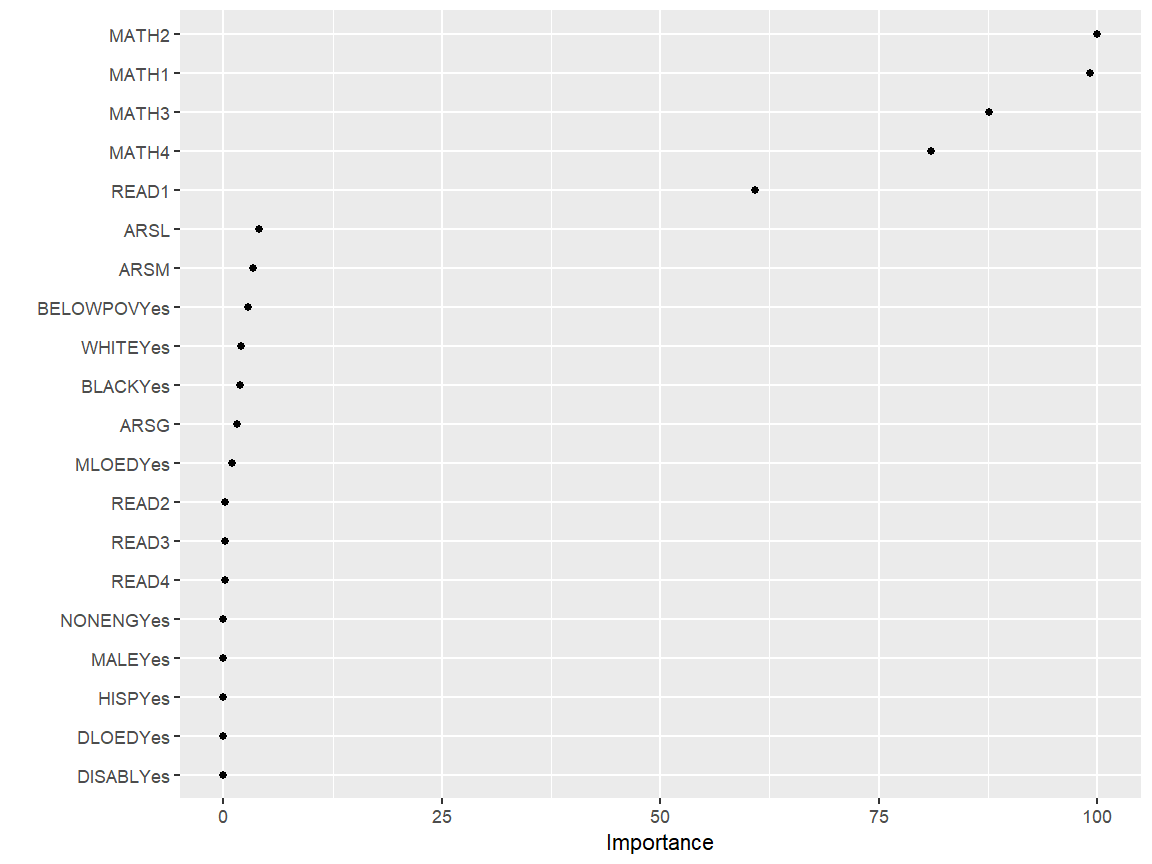 MATH2
MATH1
MATH3
MATH4
READ1
ARSL
ARSM
BELOWPOVYes
WHITEYes
BLACKYes
ARSG
MLOEDYes
READ2
READ3
READ4
NONENGYes
MALEYes
HISPYes
DLOEDYes
DISABLYes
0 25 50 75 100
Importance